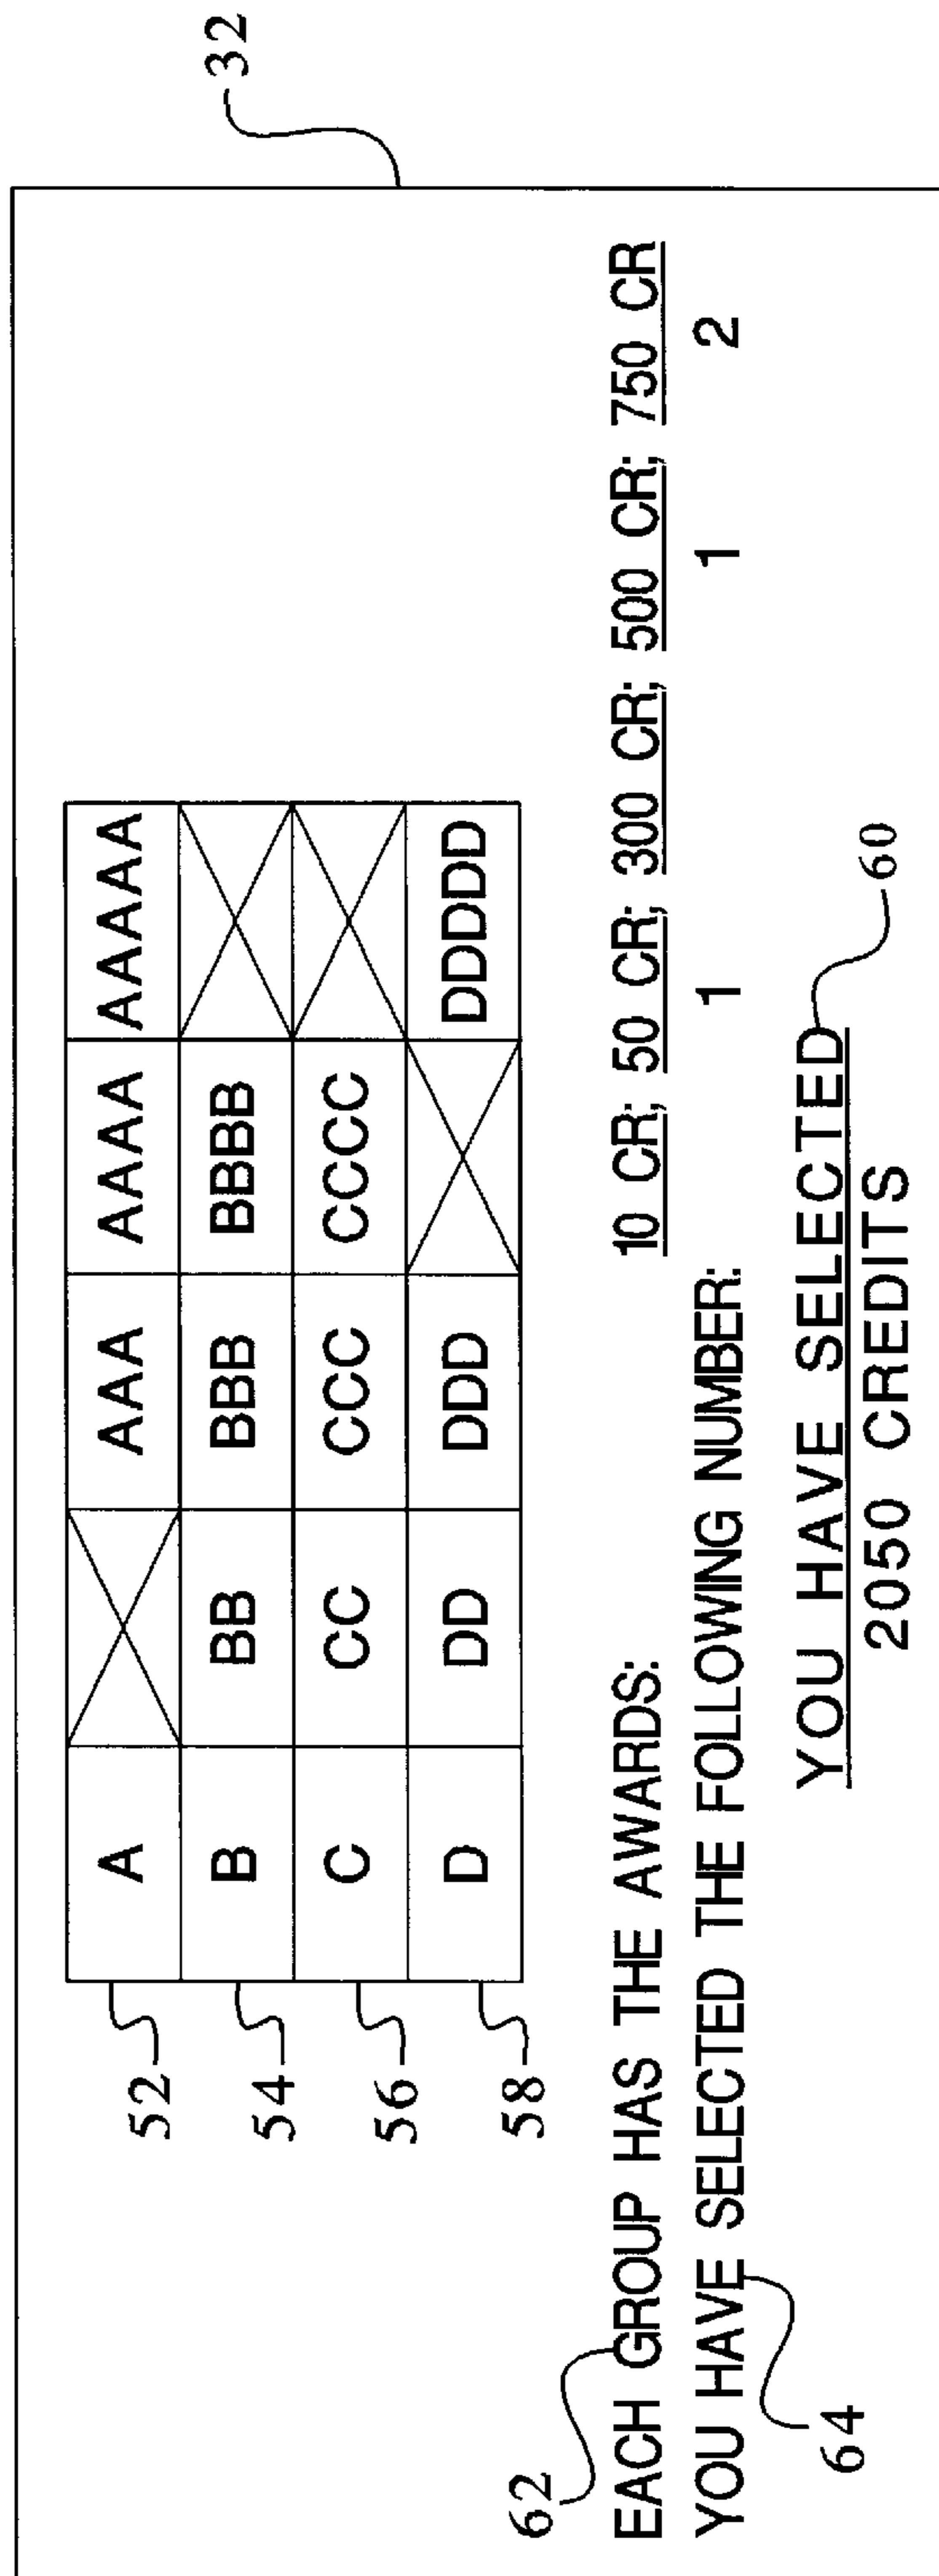 32
52 A AAA AAAA AAAAA
54 B BB BBB BBBB
56 C CC CCC CCCC
58 D DD DDD DDDDD
62
EACH GROUP HAS THE AWARDS: 10 CR; 50 CR; 300 CR; 500 CR; 750 CR
YOU HAVE SELECTED THE FOLLOWING NUMBER: 1 1 2
64
YOU HAVE SELECTED 60
2050 CREDITS